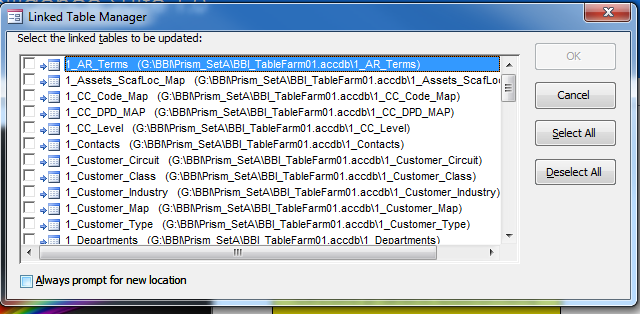 Linked Table Manager
Select the linked tables to be updated:
1_AR_Terms (G:\BBI\Prism_SetA\BBI_TableFarm01.accdb\1_AR_Terms)
1_Assets_ScafLoc_Map (G:\BBI\Prism_SetA\BBI_TableFarm01.accdb\1_Assets_ScafLoc
1_CC_Code_Map (G:\BBI\Prism_SetA\BBI_TableFarm01.accdb\1_CC_Code_Map)
1_CC_DPD_MAP (G:\BBI\Prism_SetA\BBI_TableFarm01.accdb\1_CC_DPD_MAP)
1_CC_Level (G:\BBI\Prism_SetA\BBI_TableFarm01.accdb\1_CC_Level)
1_Contacts (G:\BBI\Prism_SetA\BBI_TableFarm01.accdb\1_Contacts)
1_Customer_Circuit (G:\BBI\Prism_SetA\BBI_TableFarm01.accdb\1_Customer_Circuit)
1_Customer_Class (G:\BBI\Prism_SetA\BBI_TableFarm01.accdb\1_Customer_Class)
1_Customer_Industry (G:\BBI\Prism_SetA\BBI_TableFarm01.accdb\1_Customer_Industry)
1_Customer_Map (G:\BBI\Prism_SetA\BBI_TableFarm01.accdb\1_Customer_Map)
1_Customer_Type (G:\BBI\Prism_SetA\BBI_TableFarm01.accdb\1_Customer_Type)
1_Departments (G:\BBI\Prism_SetA\BBI_TableFarm01.accdb\1_Departments)
OK
Cancel
Select All
Deselect All
Always prompt for new location